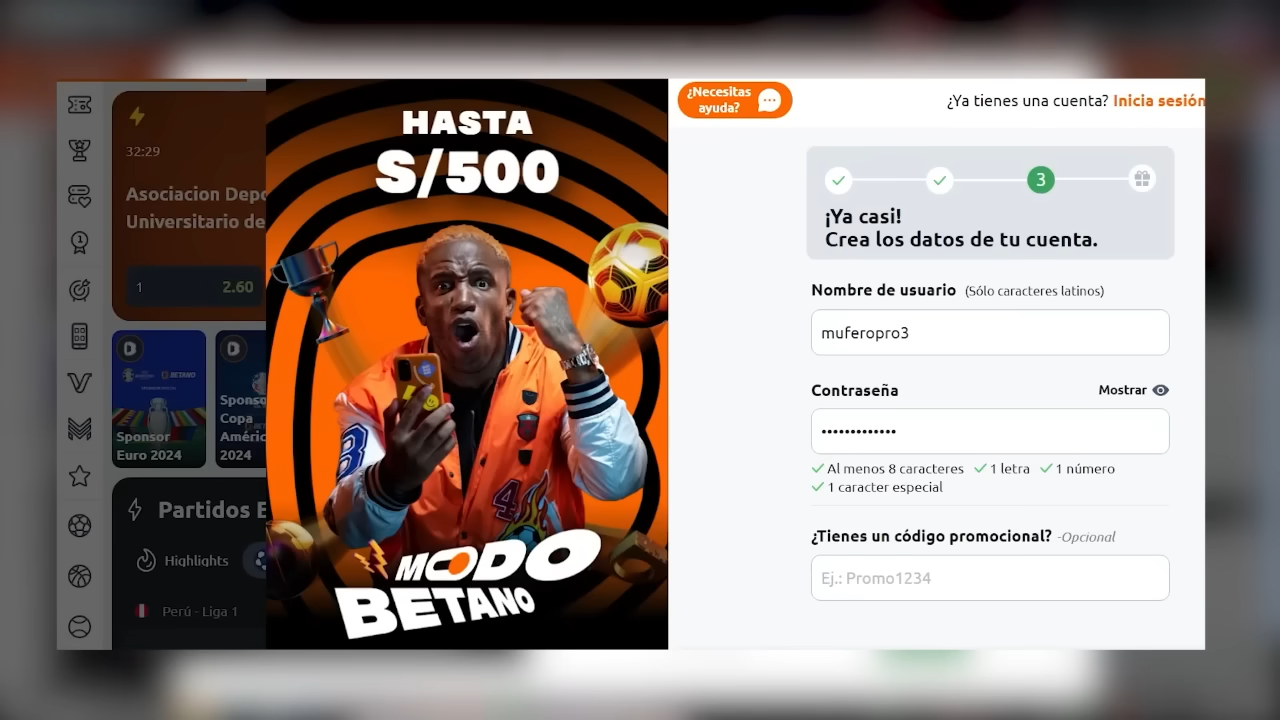 32:29
Asociacion Depo
Universitario de
1 2.60
D
D
Sponsor
Euro 2024
Sponso
Copa
Améric
2024
Partidos E
Highlights
Perú - Liga 1
HASTA
S/500
4
MODO
BETANO
¿Necesitas
ayuda?
¿Ya tienes una cuenta? Inicia sesión
3
¡Ya casi!
Crea los datos de tu cuenta.
Nombre de usuario (Sólo caracteres latinos)
muferopro3
Contraseña Mostrar
•••••••••••••
Al menos 8 caracteres 1 letra 1 número
1 caracter especial
¿Tienes un código promocional? -Opcional
Ej.: Promo1234